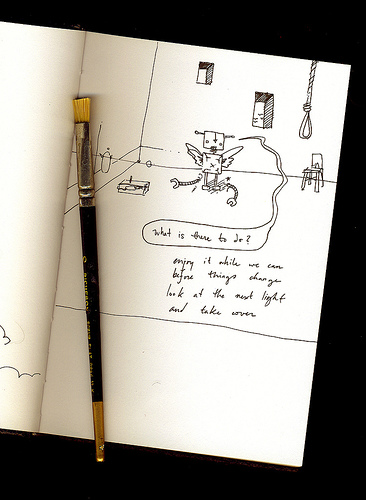 what is there to do?
enjoy it while we can
before things change
look at the next light
and take cover